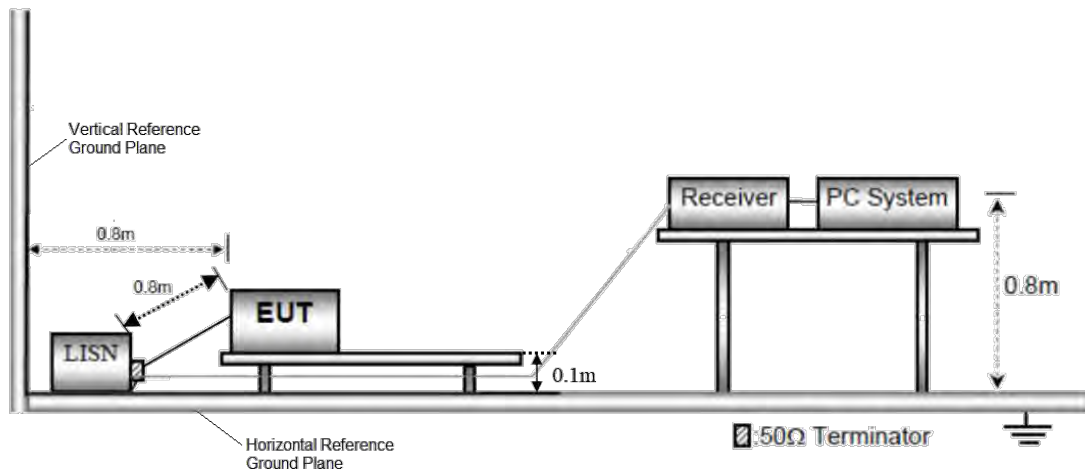 Vertical Reference
Ground Plane
Receiver
PC System
0.8m
0.8m
EUT
0.8m
LISN
0.1m
:50Ω Terminator
Horizontal Reference
Ground Plane